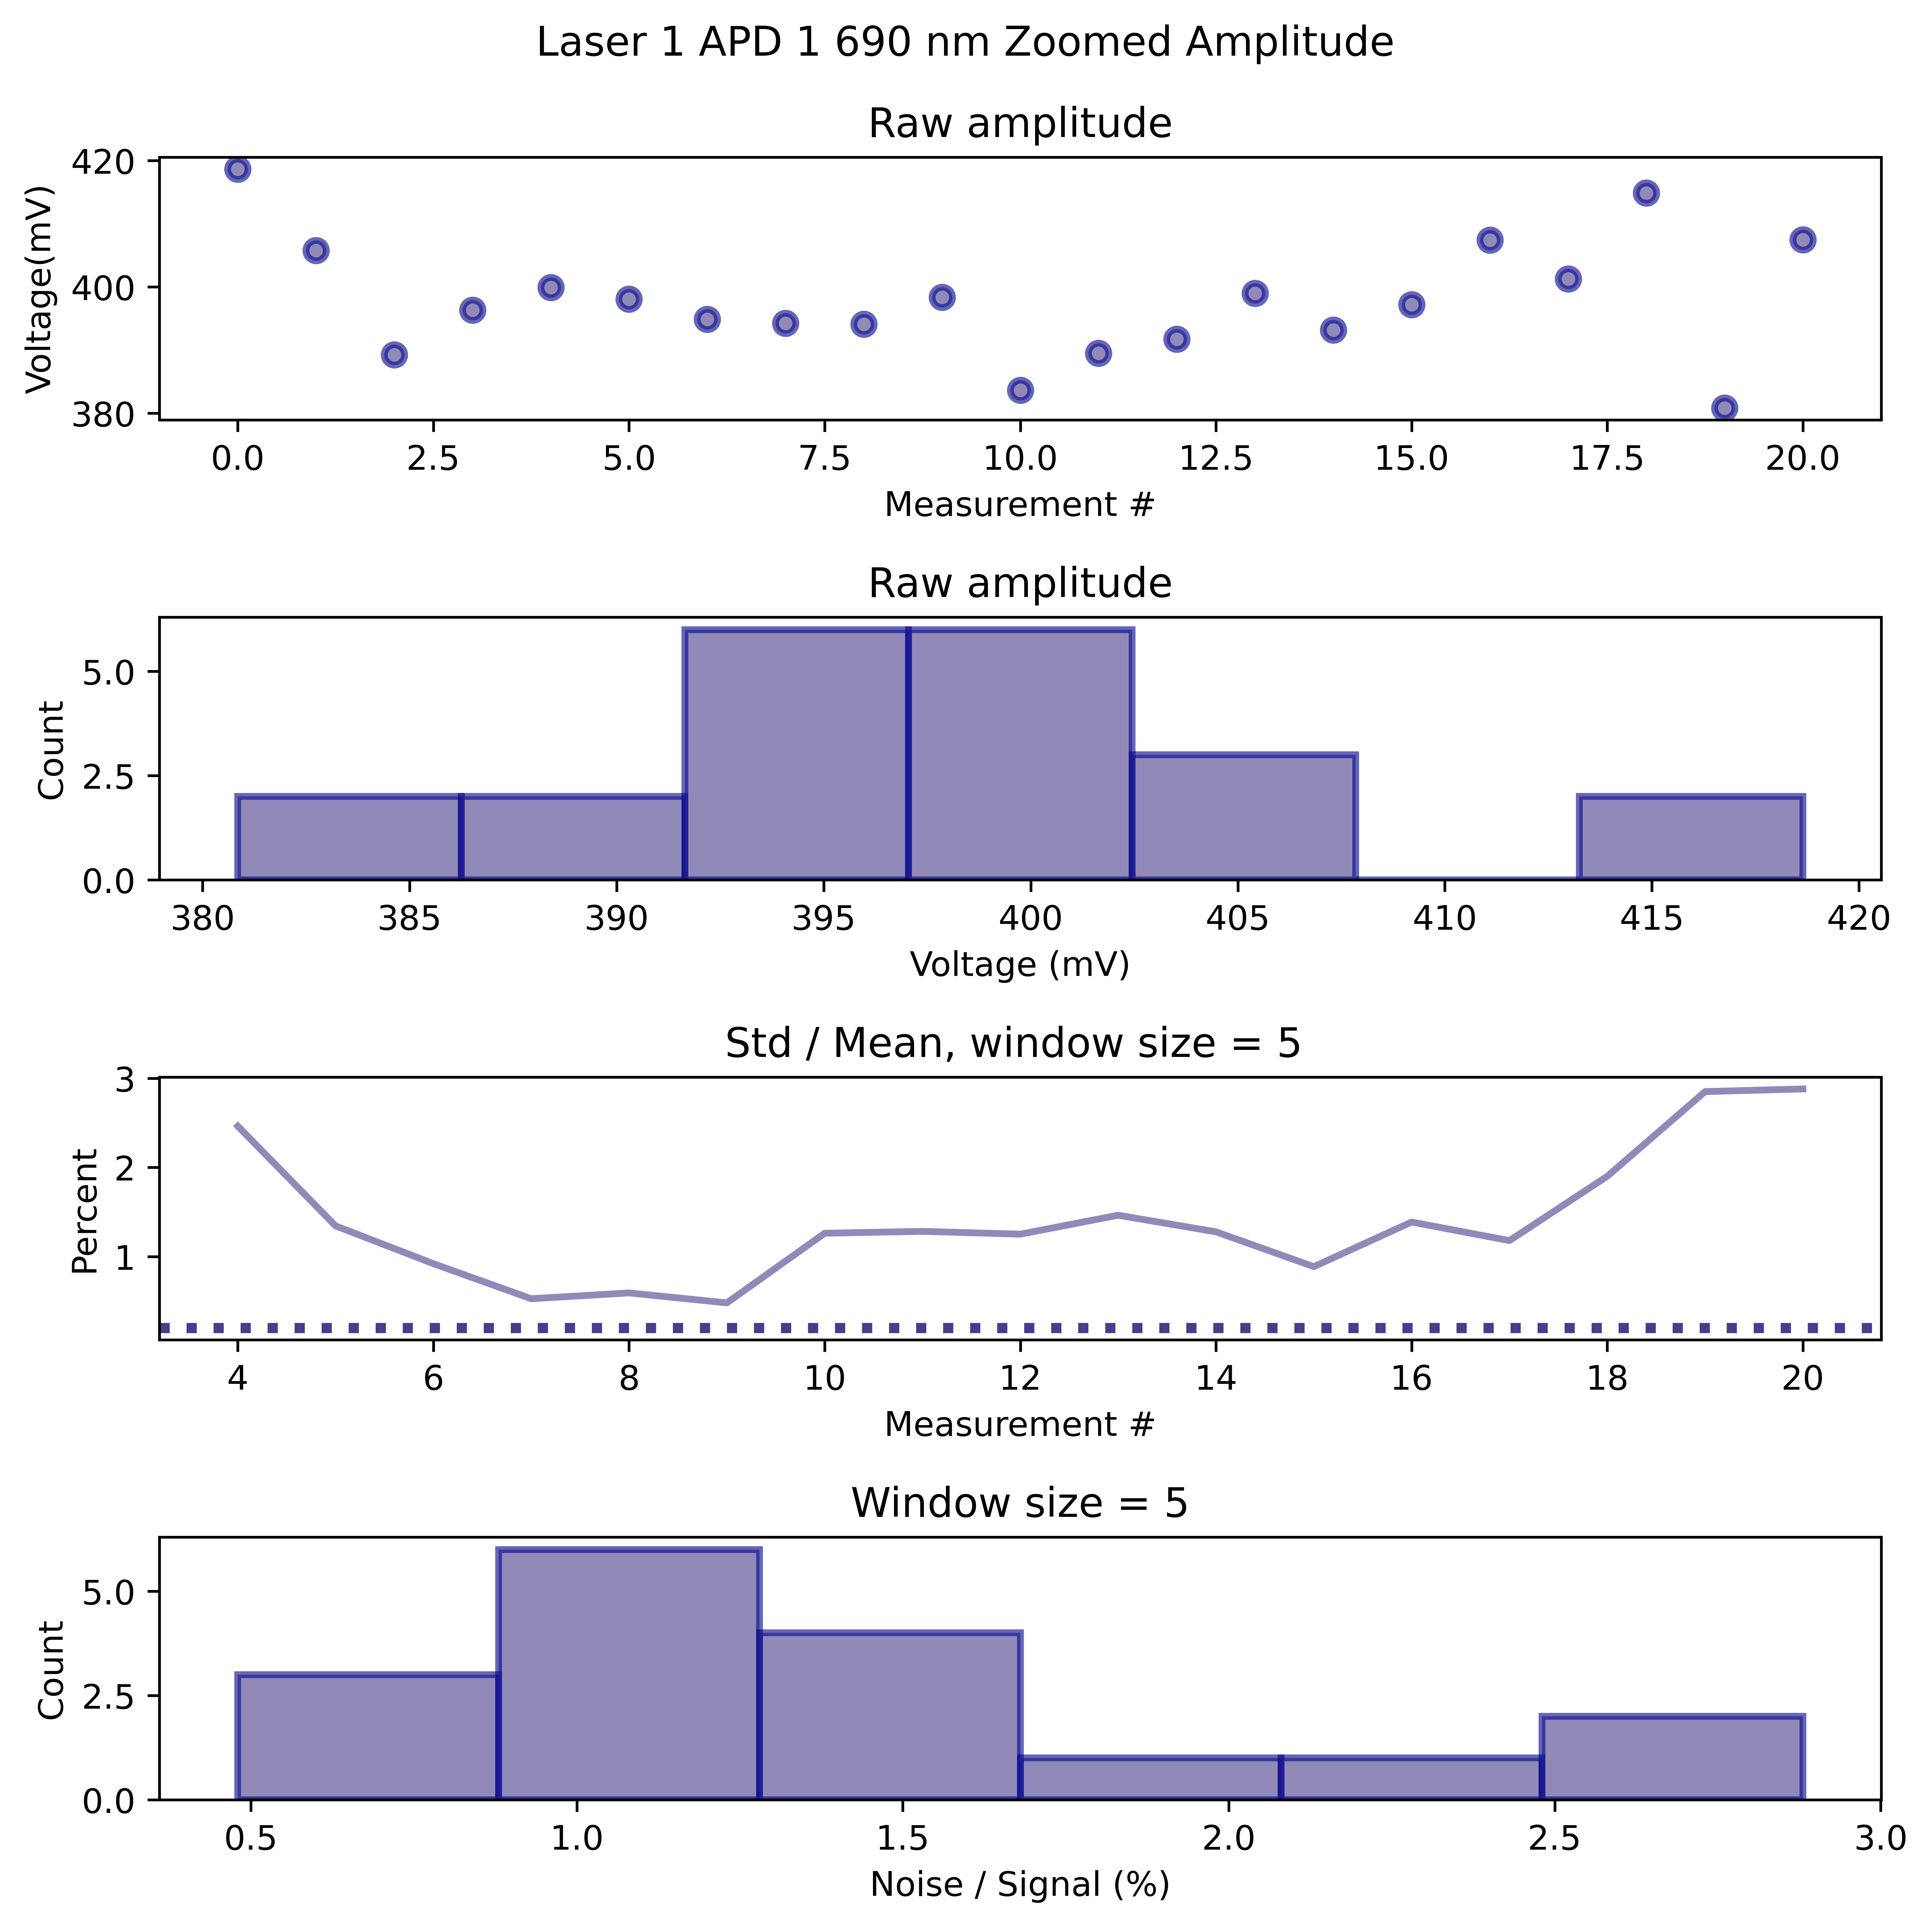 Laser 1 APD 1 690 nm Zoomed Amplitude
Raw amplitude
Voltage(mV)
420
400
380
0.0 2.5 5.0 7.5 10.0 12.5 15.0 17.5 20.0
Measurement #
Raw amplitude
Count
5.0
2.5
0.0
380 385 390 395 400 405 410 415 420
Voltage (mV)
Std / Mean, window size = 5
Percent
3
2
1
4 6 8 10 12 14 16 18 20
Measurement #
Window size = 5
Count
5.0
2.5
0.0
0.5 1.0 1.5 2.0 2.5 3.0
Noise / Signal (%)